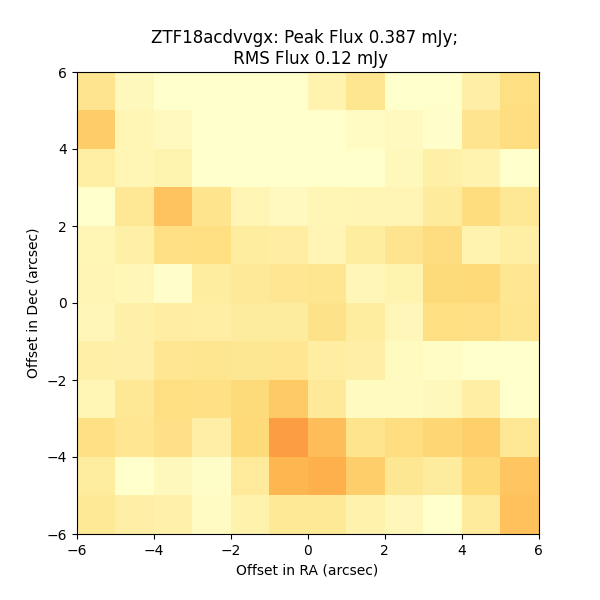 ZTF18acdvvgx: Peak Flux 0.387 mJy;
RMS Flux 0.12 mJy
6
4
2
0
−2
−4
−6
Offset in Dec (arcsec)
−6 −4 −2 0 2 4 6
Offset in RA (arcsec)